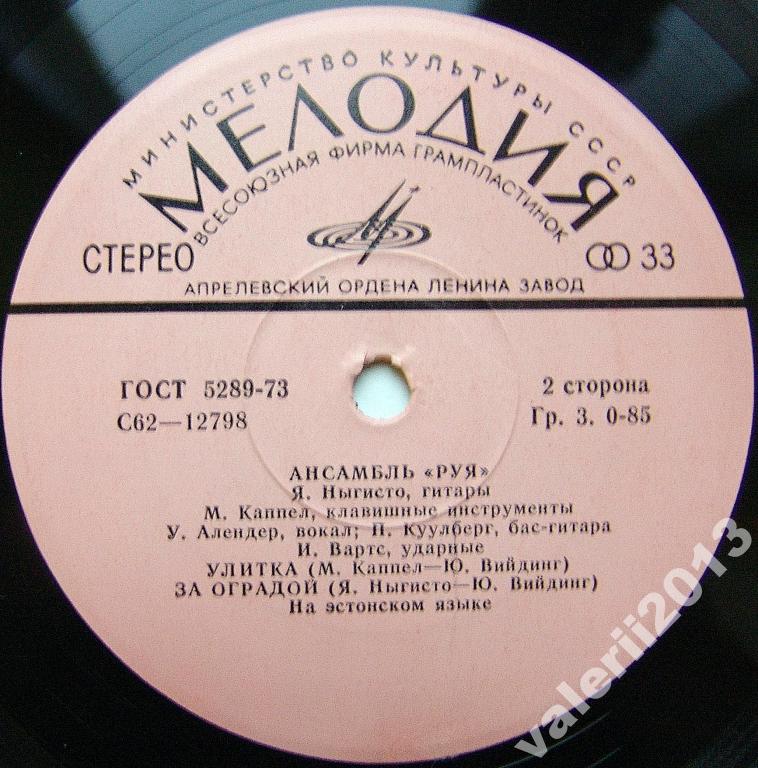 МИНИСТЕРСТВО КУЛЬТУРЫ СССР
МЕЛОДИЯ
ВСЕСОЮЗНАЯ ФИРМА ГРАМПЛАСТИНОК
СТЕРЕО
33
АПРЕЛЕВСКИЙ ОРДЕНА ЛЕНИНА ЗАВОД
ГОСТ 5289-73
2 сторона
С62—12798
Гр. 3. 0-85
АНСАМБЛЬ «РУЯ»
Я. Ныгисто, гитары
М. Каппел, клавишные инструменты
У. Алендер, вокал; П. Куулберг, бас-гитара
И. Вартс, ударные
УЛИТКА (М. Каппел—Ю. Вийдинг)
ЗА ОГРАДОЙ (Я. Ныгисто—Ю. Вийдинг)
На эстонском языке
valerii2013